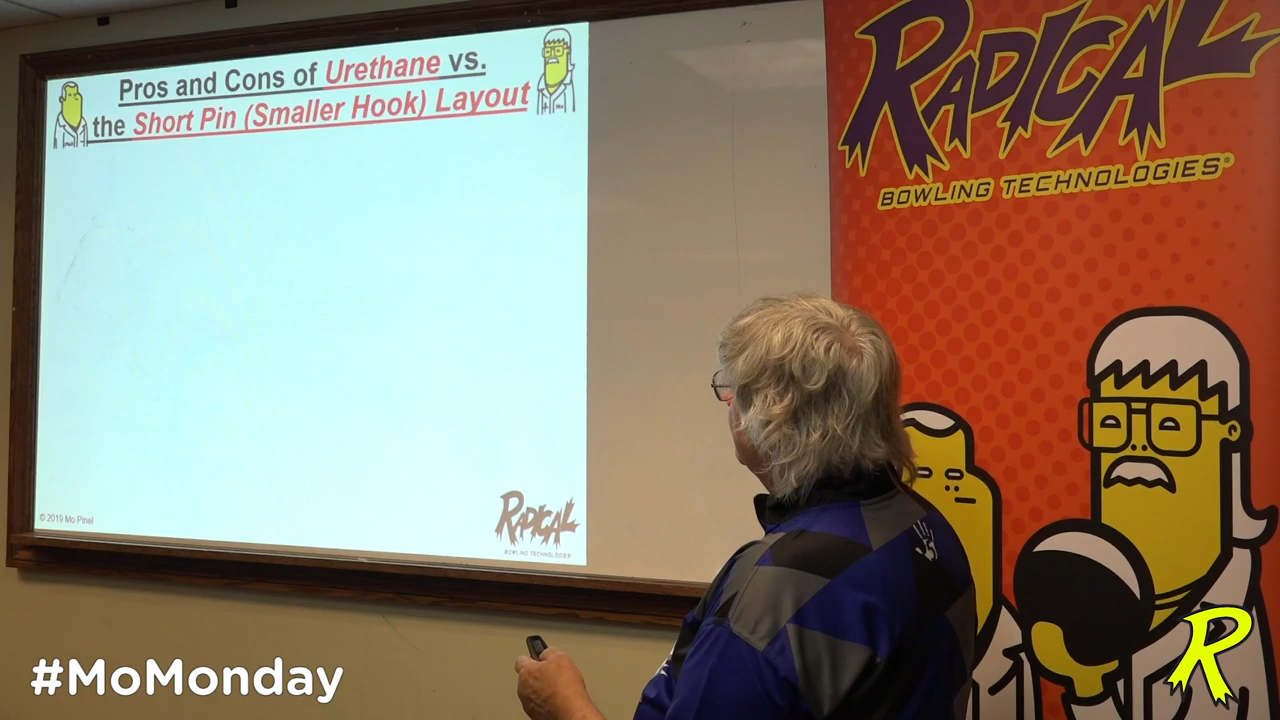 Pros and Cons of Urethane vs.
the Short Pin (Smaller Hook) Layout
© 2019 Mo Pinel
RADICAL
BOWLING TECHNOLOGIES®
RADICAL
BOWLING TECHNOLOGIES®
#MoMonday
R